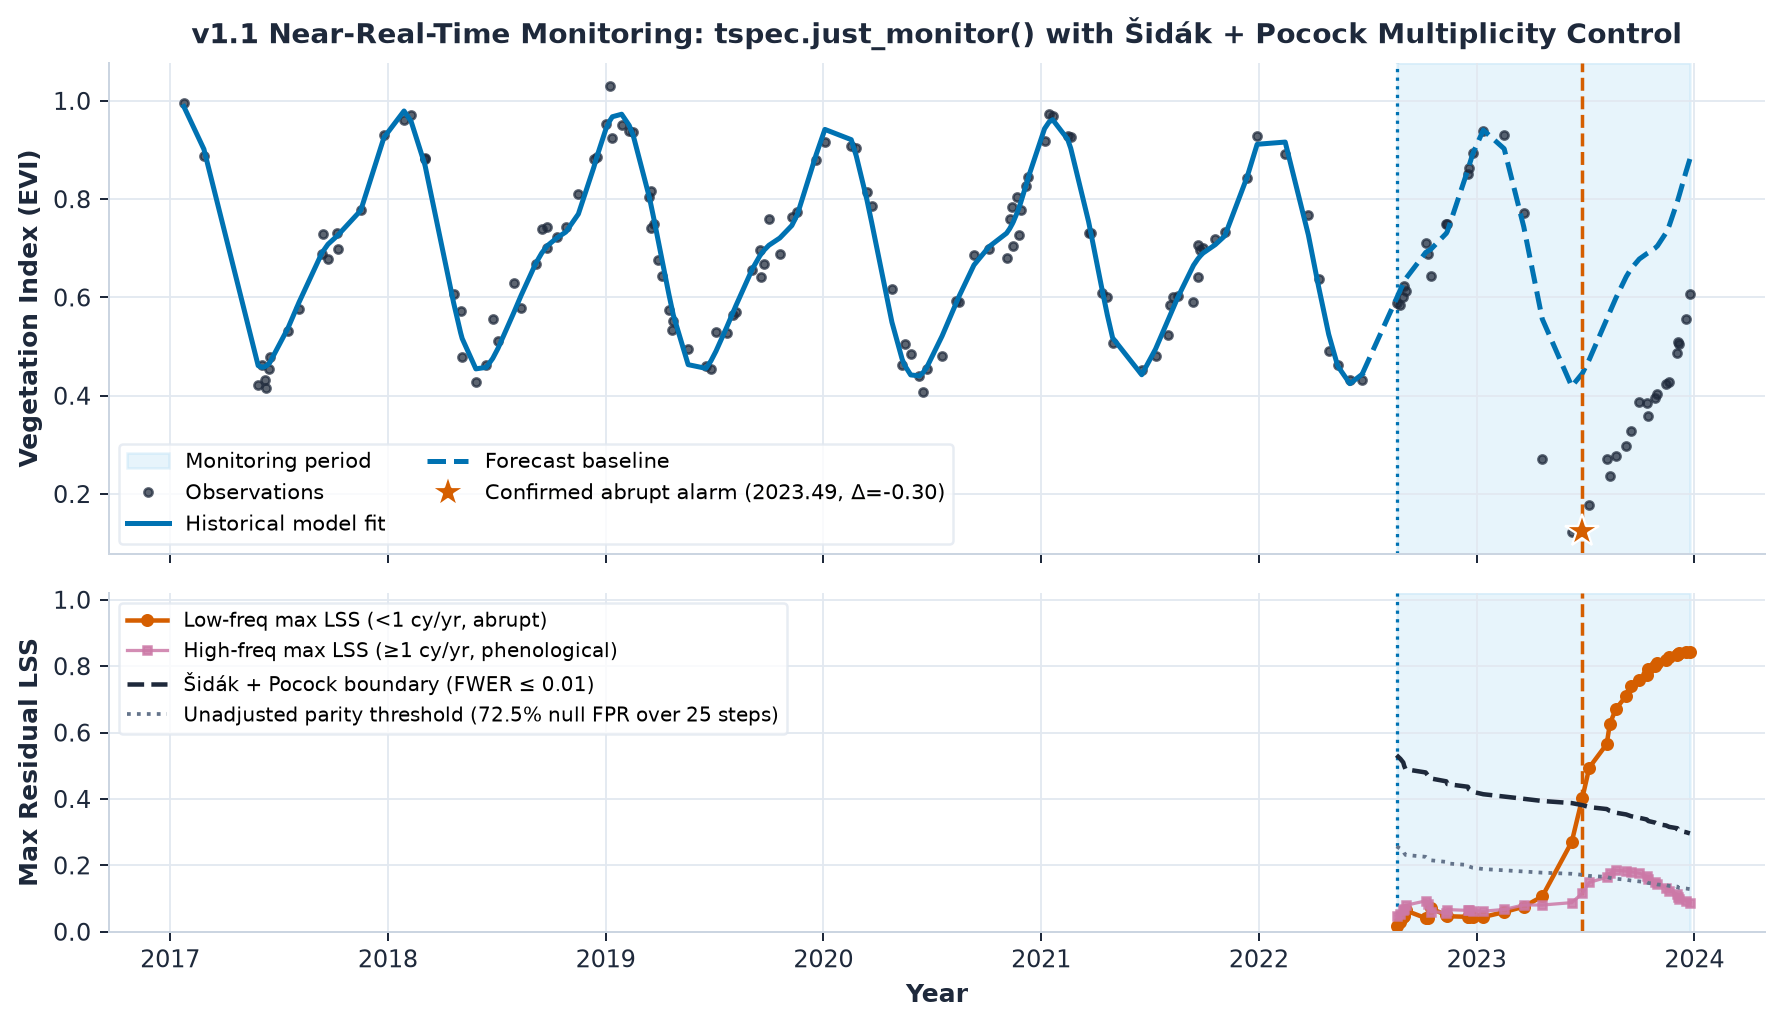 v1.1 Near-Real-Time Monitoring: tspec.just_monitor() with Šidák + Pocock Multiplicity Control
Vegetation Index (EVI)
1.0
0.8
0.6
0.4
0.2
Monitoring period
Observations
Historical model fit
Forecast baseline
Confirmed abrupt alarm (2023.49, Δ=-0.30)
Max Residual LSS
1.0
0.8
0.6
0.4
0.2
0.0
Low-freq max LSS (<1 cy/yr, abrupt)
High-freq max LSS (≥1 cy/yr, phenological)
Šidák + Pocock boundary (FWER ≤ 0.01)
Unadjusted parity threshold (72.5% null FPR over 25 steps)
2017 2018 2019 2020 2021 2022 2023 2024
Year